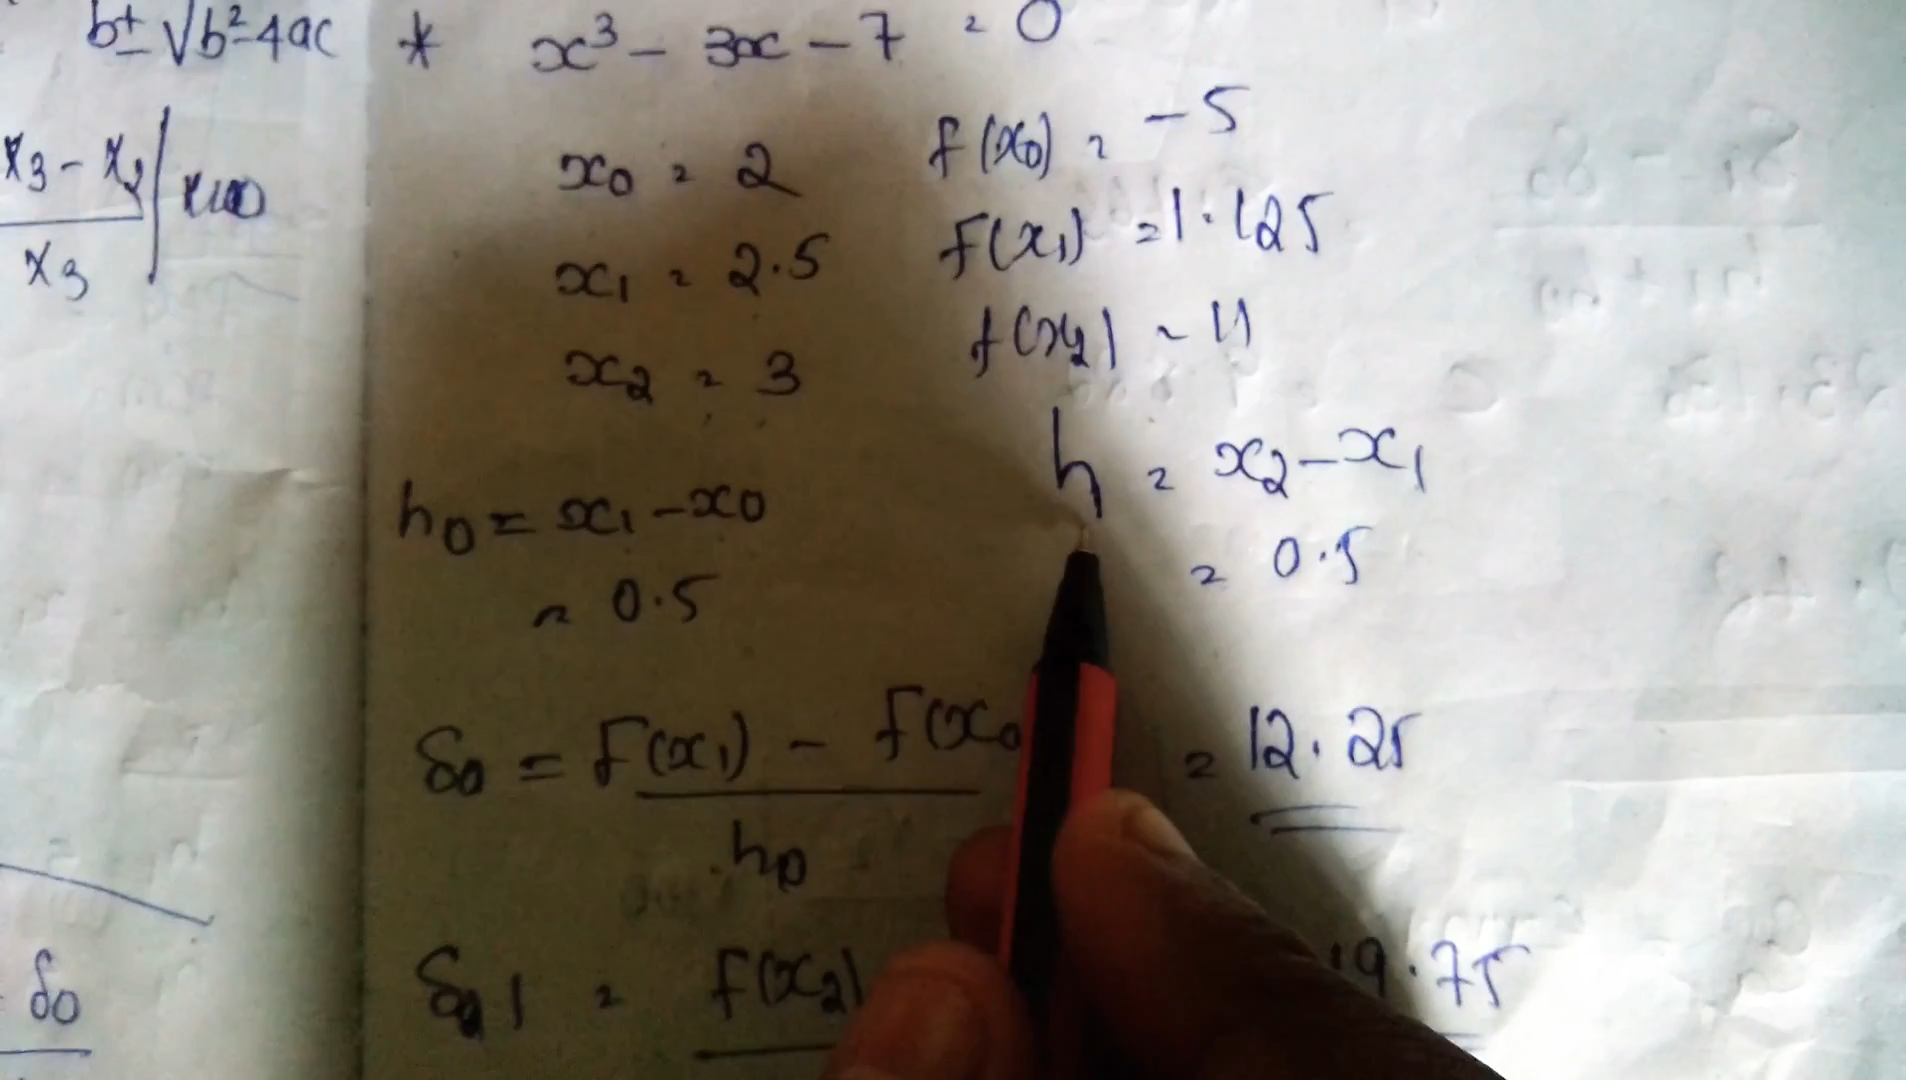 b± √b²-4ac
x3 - x2 | x100
x3
δ0
* x³ - 3x - 7 = 0
x0 = 2 f(x0) = -5
x1 = 2.5 f(x1) = 1.125
x2 = 3 f(x2) = 11
h0 = x1 - x0 h = x2 - x1
= 0.5 = 0.5
δ0 = f(x1) - f(x0 = 12.25
h0
δ1 = f(x2) 19.75